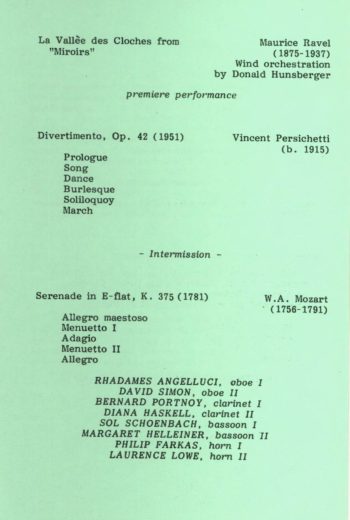 La Vallèe des Cloches from Maurice Ravel
"Miroirs" (1875-1937)
Wind orchestration
by Donald Hunsberger
premiere performance
Divertimento, Op. 42 (1951) Vincent Persichetti
(b. 1915)
Prologue
Song
Dance
Burlesque
Soliloquoy
March
- Intermission -
Serenade in E-flat, K. 375 (1781) W.A. Mozart
(1756-1791)
Allegro maestoso
Menuetto I
Adagio
Menuetto II
Allegro
RHADAMES ANGELLUCI, oboe I
DAVID SIMON, oboe II
BERNARD PORTNOY, clarinet I
DIANA HASKELL, clarinet II
SOL SCHOENBACH, bassoon I
MARGARET HELLEINER, bassoon II
PHILIP FARKAS, horn I
LAURENCE LOWE, horn II